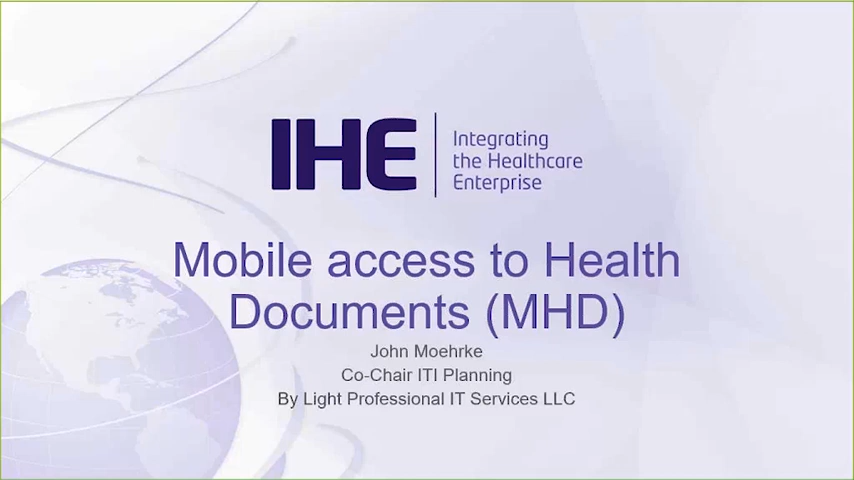 IHE
Integrating
the Healthcare
Enterprise
Mobile access to Health
Documents (MHD)
John Moehrke
Co-Chair ITI Planning
By Light Professional IT Services LLC